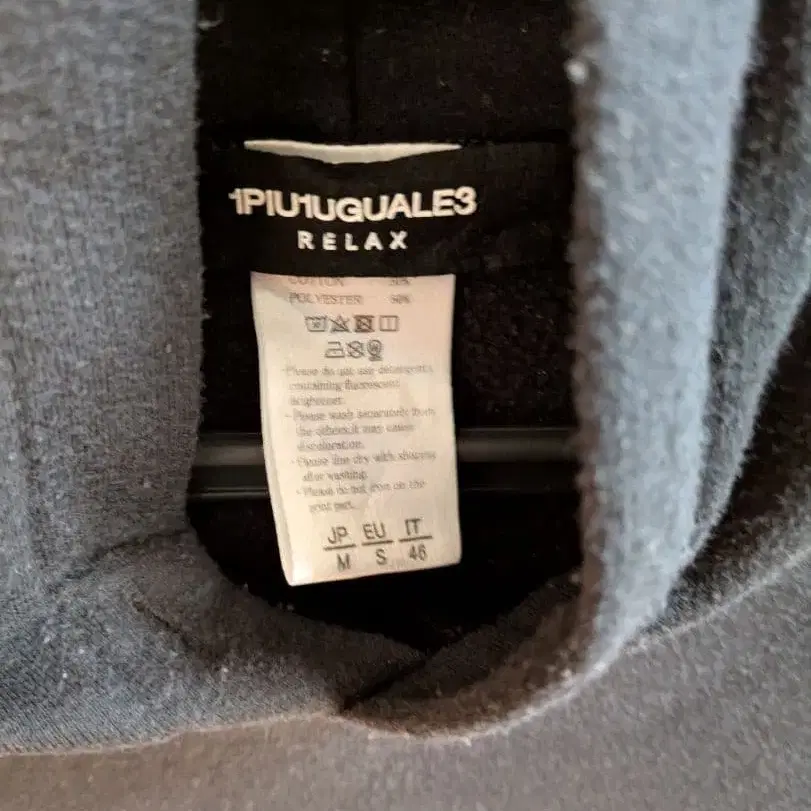 1PIU1UGUALE3
RELAX
COTTON 50%
POLYESTER 50%
-Please do not use detergents
containing fluorescent
brightener.
-Please wash separately from
the others it may cause
discoloration.
-Please line dry with shaping
after washing.
-Please do not iron on the
print part.
JP EU IT
M S 46